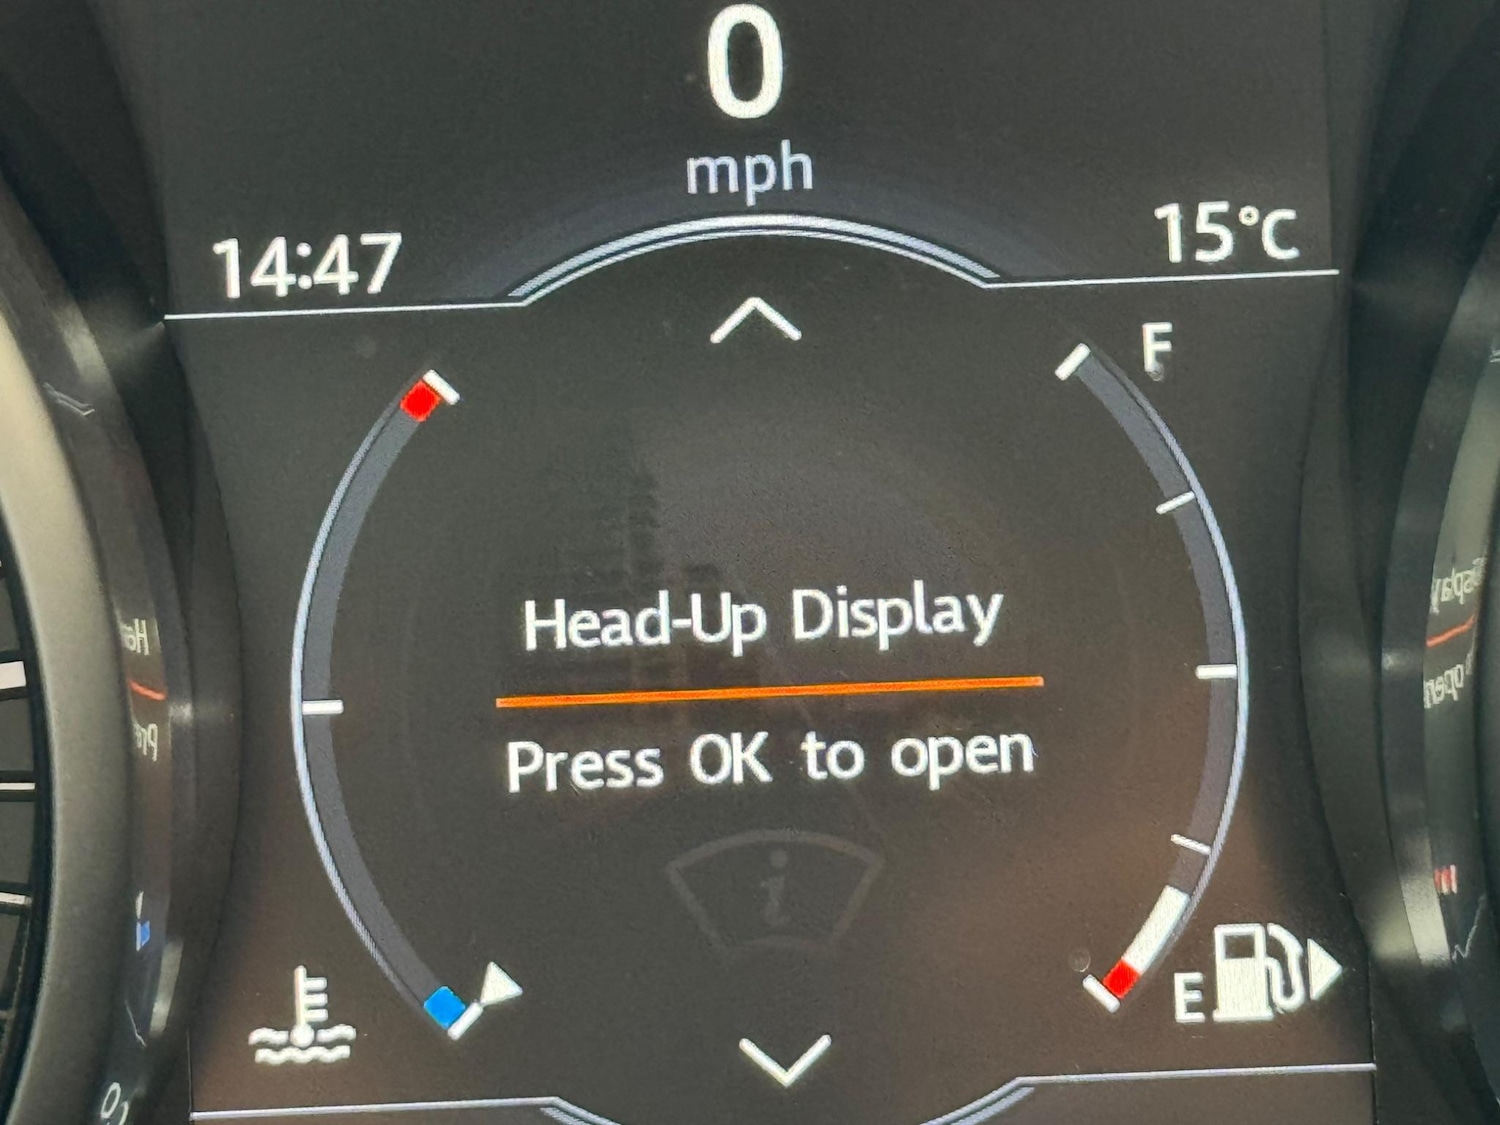 0
mph
14:47
15°C
F
Head-Up Display
Press OK to open
i
E